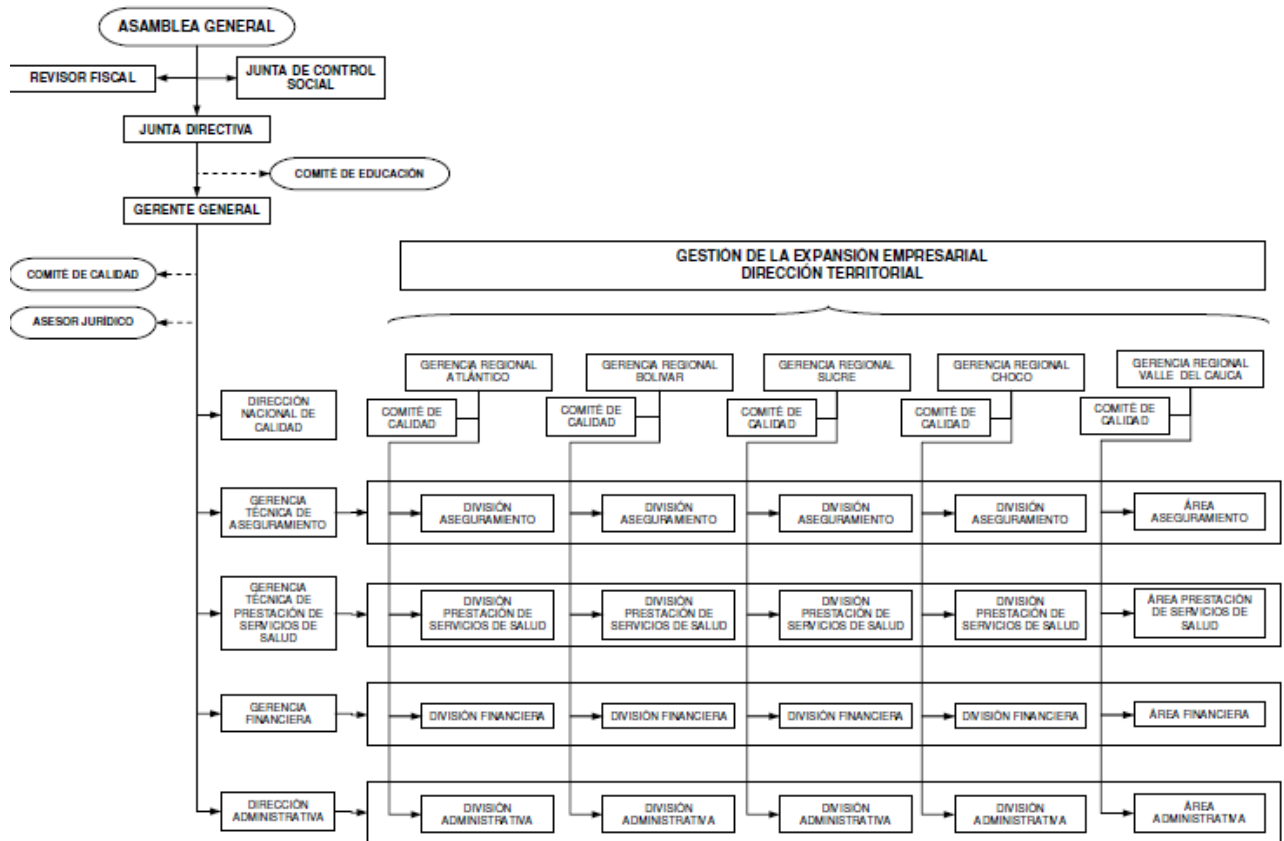 ASAMBLEA GENERAL
REVISOR FISCAL
JUNTA DE CONTROL
SOCIAL
JUNTA DIRECTIVA
COMITÉ DE EDUCACIÓN
GERENTE GENERAL
COMITÉ DE CALIDAD
ASESOR JURÍDICO
GESTIÓN DE LA EXPANSIÓN EMPRESARIAL
DIRECCIÓN TERRITORIAL
GERENCIA REGIONAL
ATLÁNTICO
GERENCIA REGIONAL
BOLIVAR
GERENCIA REGIONAL
SUCRE
GERENCIA REGIONAL
CHOCO
GERENCIA REGIONAL
VALLE DEL CAUCA
COMITÉ DE
CALIDAD
COMITÉ DE
CALIDAD
COMITÉ DE
CALIDAD
COMITÉ DE
CALIDAD
COMITÉ DE
CALIDAD
DIRECCIÓN
NACIONAL DE
CALIDAD
GERENCIA
TÉCNICA DE
ASEGURAMIENTO
DIVISIÓN
ASEGURAMIENTO
DIVISIÓN
ASEGURAMIENTO
DIVISIÓN
ASEGURAMIENTO
DIVISIÓN
ASEGURAMIENTO
ÁREA
ASEGURAMIENTO
GERENCIA
TÉCNICA DE
PRESTACIÓN DE
SERVICIOS DE
SALUD
DIVISIÓN
PRESTACIÓN DE
SERVICIOS DE SALUD
DIVISIÓN
PRESTACIÓN DE
SERVICIOS DE SALUD
DIVISIÓN
PRESTACIÓN DE
SERVICIOS DE SALUD
DIVISIÓN
PRESTACIÓN DE
SERVICIOS DE SALUD
ÁREA PRESTACIÓN
DE SERVICIOS DE
SALUD
GERENCIA
FINANCIERA
DIVISIÓN FINANCIERA
DIVISIÓN FINANCIERA
DIVISIÓN FINANCIERA
DIVISIÓN FINANCIERA
ÁREA FINANCIERA
DIRECCIÓN
ADMINISTRATIVA
DIVISIÓN
ADMINISTRATIVA
DIVISIÓN
ADMINISTRATIVA
DIVISIÓN
ADMINISTRATIVA
DIVISIÓN
ADMINISTRATIVA
ÁREA
ADMINISTRATIVA